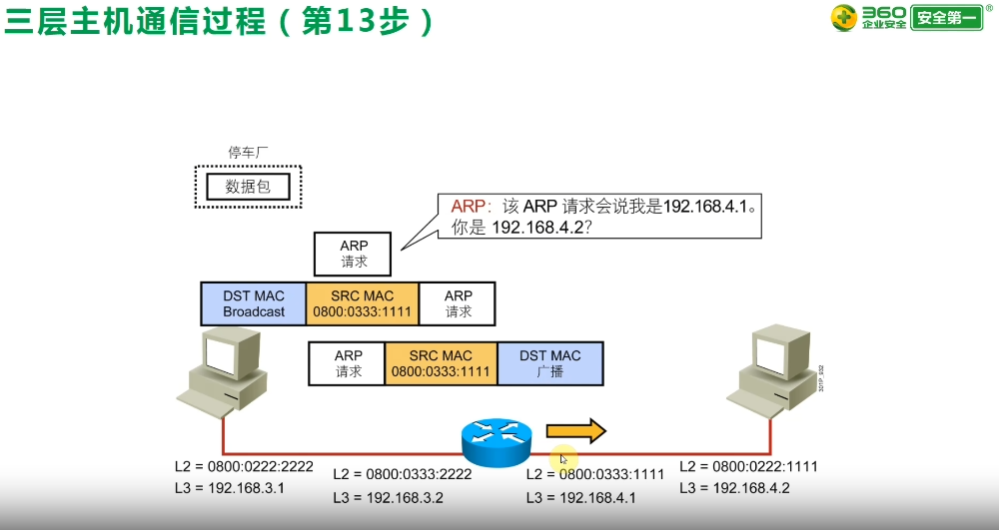 三层主机通信过程（第13步）
360
企业安全
安全第一
®
停车厂
数据包
ARP：该 ARP 请求会说我是192.168.4.1。
你是 192.168.4.2？
ARP
请求
DST MAC
Broadcast
SRC MAC
0800:0333:1111
ARP
请求
ARP
请求
SRC MAC
0800:0333:1111
DST MAC
广播
L2 = 0800:0222:2222
L3 = 192.168.3.1
L2 = 0800:0333:2222
L3 = 192.168.3.2
L2 = 0800:0333:1111
L3 = 192.168.4.1
L2 = 0800:0222:1111
L3 = 192.168.4.2